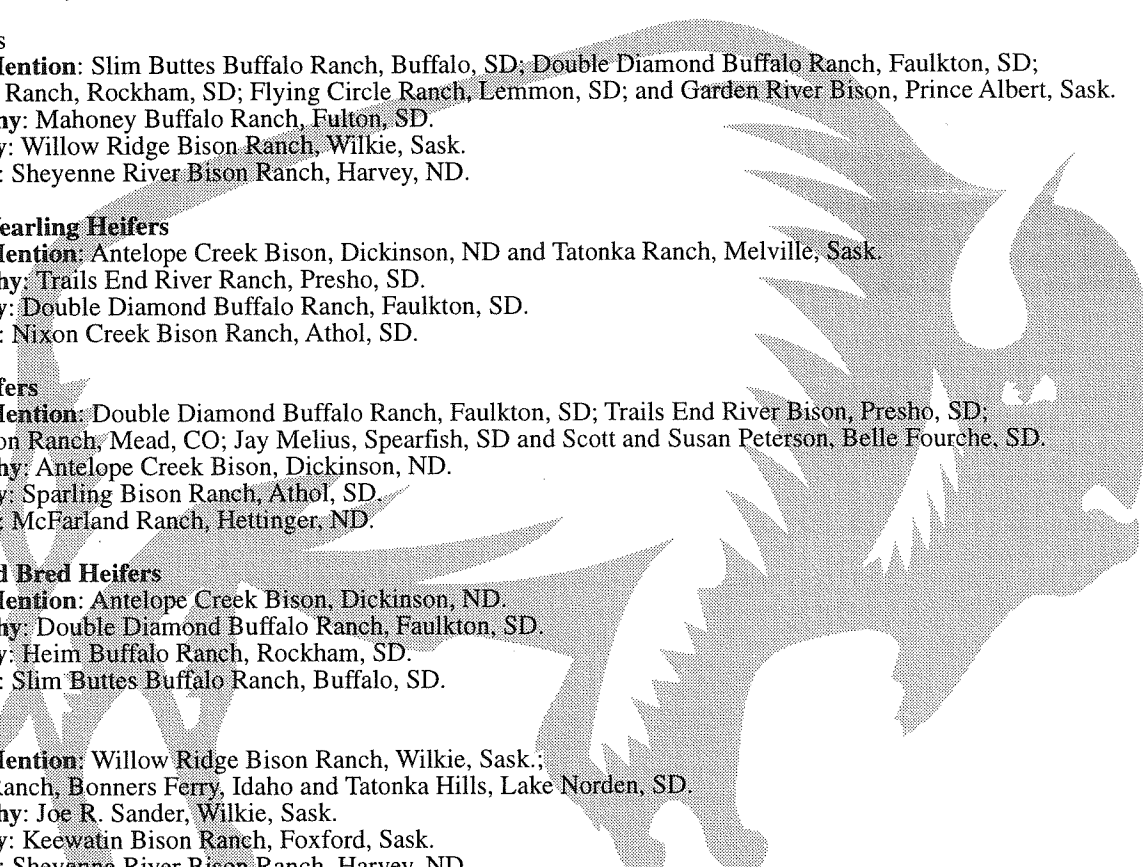 s
lention: Slim Buttes Buffalo Ranch, Buffalo, SD; Double Diamond Buffalo Ranch, Faulkton, SD;
Ranch, Rockham, SD; Flying Circle Ranch, Lemmon, SD; and Garden River Bison, Prince Albert, Sask.
hy: Mahoney Buffalo Ranch, Fulton, SD.
y: Willow Ridge Bison Ranch, Wilkie, Sask.
: Sheyenne River Bison Ranch, Harvey, ND.
earling Heifers
lention: Antelope Creek Bison, Dickinson, ND and Tatonka Ranch, Melville, Sask.
hy: Trails End River Ranch, Presho, SD.
y: Double Diamond Buffalo Ranch, Faulkton, SD.
: Nixon Creek Bison Ranch, Athol, SD.
fers
lention: Double Diamond Buffalo Ranch, Faulkton, SD; Trails End River Bison, Presho, SD;
on Ranch, Mead, CO; Jay Melius, Spearfish, SD and Scott and Susan Peterson, Belle Fourche, SD.
hy: Antelope Creek Bison, Dickinson, ND.
y: Sparling Bison Ranch, Athol, SD.
: McFarland Ranch, Hettinger, ND.
d Bred Heifers
lention: Antelope Creek Bison, Dickinson, ND.
hy: Double Diamond Buffalo Ranch, Faulkton, SD.
y: Heim Buffalo Ranch, Rockham, SD.
: Slim Buttes Buffalo Ranch, Buffalo, SD.
lention: Willow Ridge Bison Ranch, Wilkie, Sask.;
Ranch, Bonners Ferry, Idaho and Tatonka Hills, Lake Norden, SD.
hy: Joe R. Sander, Wilkie, Sask.
y: Keewatin Bison Ranch, Foxford, Sask.
: Sheyenne River Bison Ranch, Harvey, ND.